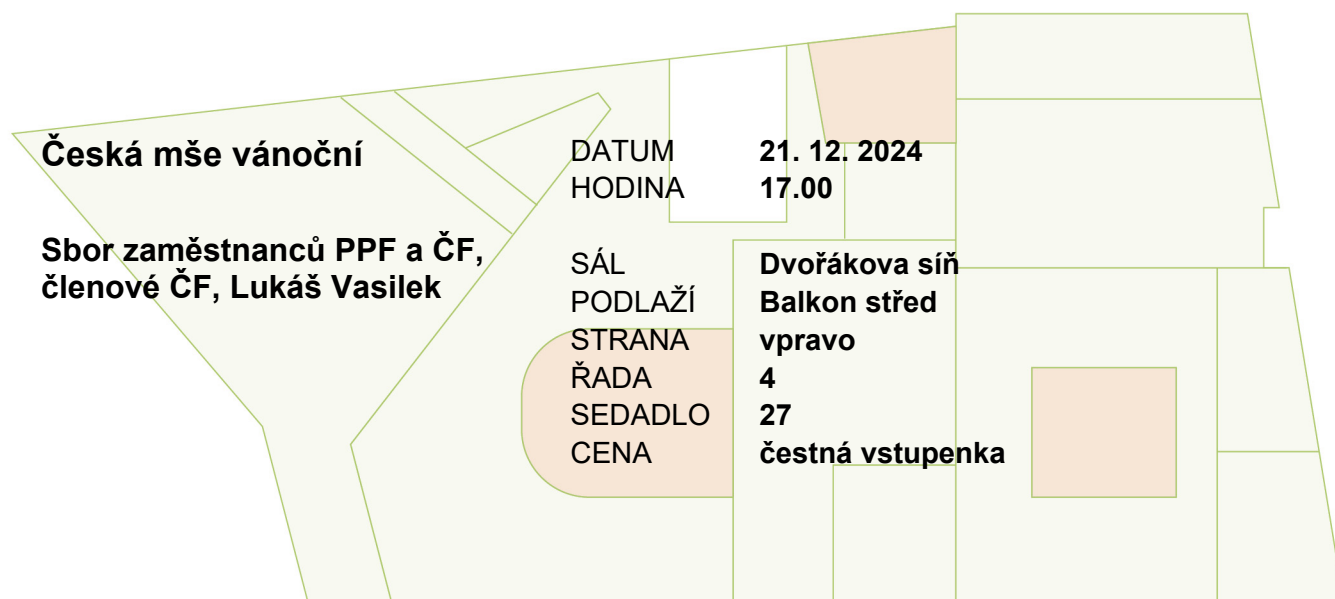 Česká mše vánoční
Sbor zaměstnanců PPF a ČF,
členové ČF, Lukáš Vasilek
DATUM 21. 12. 2024
HODINA 17.00
SÁL Dvořákova síň
PODLAŽÍ Balkon střed
STRANA vpravo
ŘADA 4
SEDADLO 27
CENA čestná vstupenka